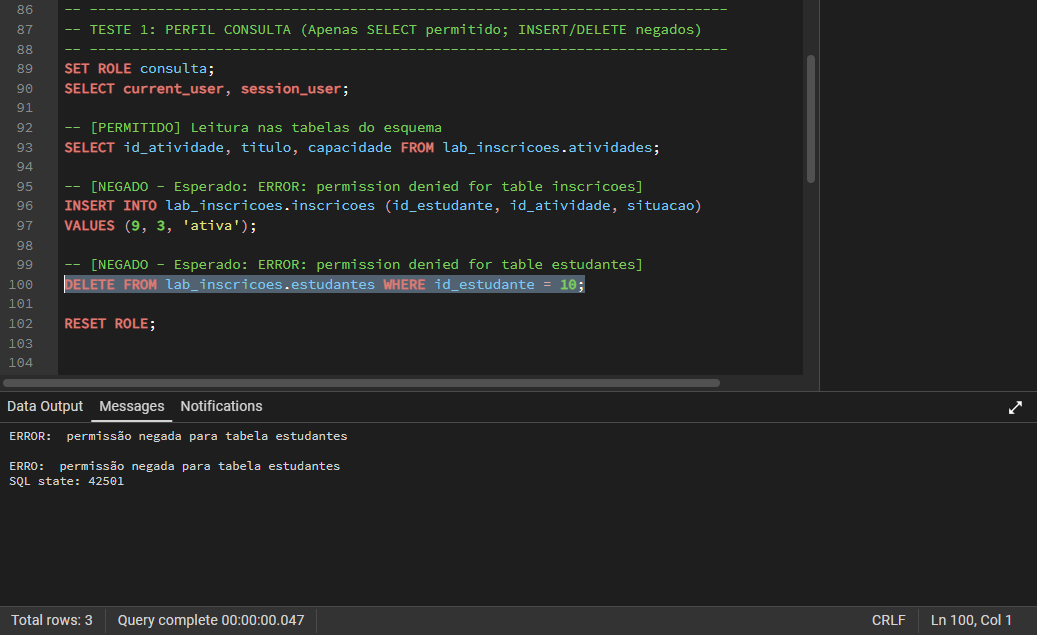 86 -- ----------------------------------------------------------------------------
87 -- TESTE 1: PERFIL CONSULTA (Apenas SELECT permitido; INSERT/DELETE negados)
88 -- ----------------------------------------------------------------------------
89 SET ROLE consulta;
90 SELECT current_user, session_user;
91
92 -- [PERMITIDO] Leitura nas tabelas do esquema
93 SELECT id_atividade, titulo, capacidade FROM lab_inscricoes.atividades;
94
95 -- [NEGADO - Esperado: ERROR: permission denied for table inscricoes]
96 INSERT INTO lab_inscricoes.inscricoes (id_estudante, id_atividade, situacao)
97 VALUES (9, 3, 'ativa');
98
99 -- [NEGADO - Esperado: ERROR: permission denied for table estudantes]
100 DELETE FROM lab_inscricoes.estudantes WHERE id_estudante = 10;
101
102 RESET ROLE;
103
104
Data Output Messages Notifications
ERROR:  permissão negada para tabela estudantes
ERRO:  permissão negada para tabela estudantes
SQL state: 42501
Total rows: 3 Query complete 00:00:00.047 CRLF Ln 100, Col 1